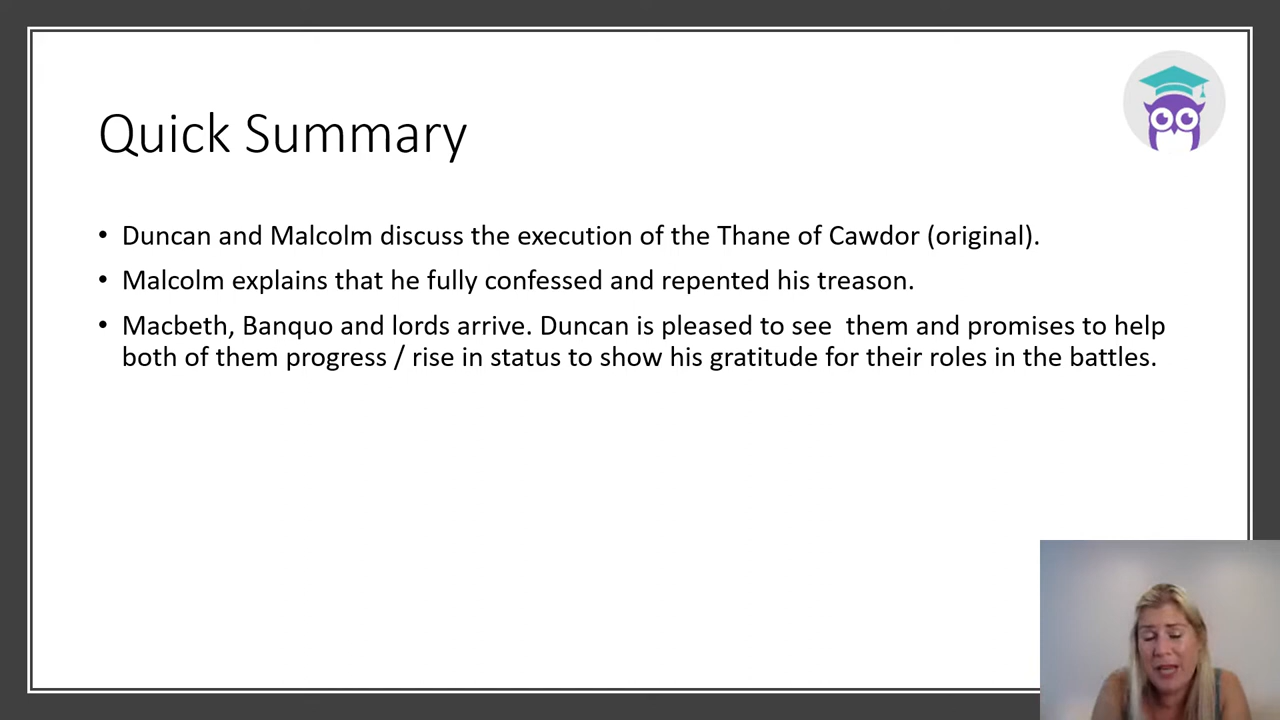 Quick Summary
• Duncan and Malcolm discuss the execution of the Thane of Cawdor (original).
• Malcolm explains that he fully confessed and repented his treason.
• Macbeth, Banquo and lords arrive. Duncan is pleased to see  them and promises to help
both of them progress / rise in status to show his gratitude for their roles in the battles.